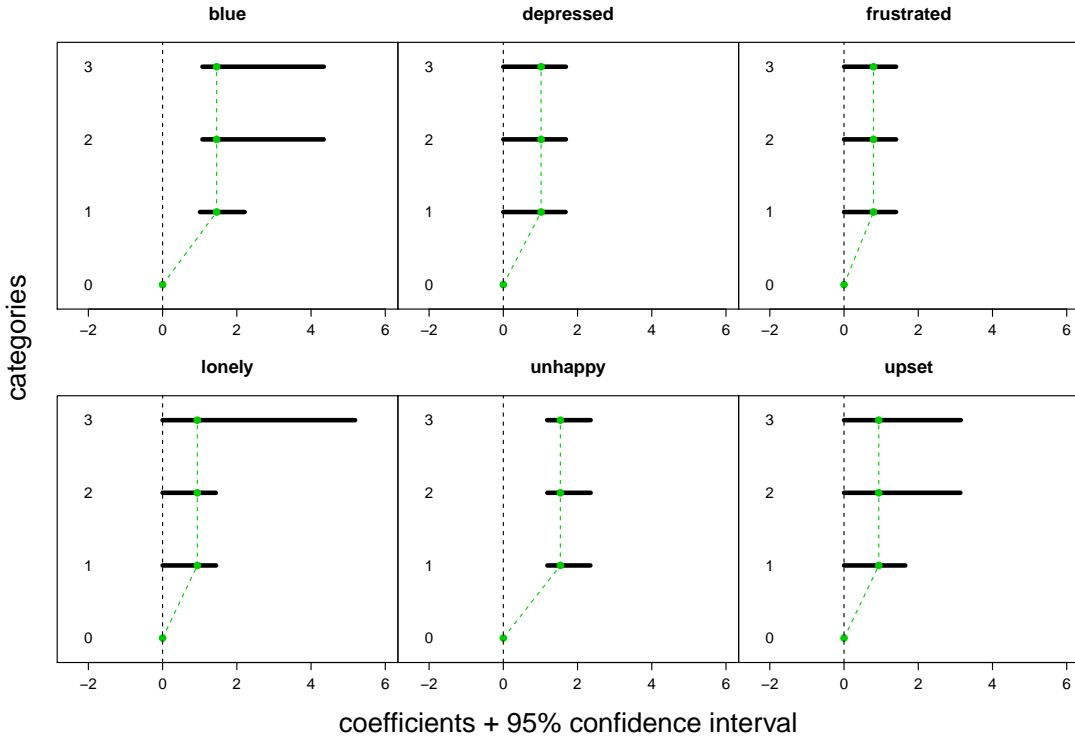 blue depressed frustrated
3 3 3
2 2 2
1 1 1
0 0 0
−2 0 2 4 6 −2 0 2 4 6 −2 0 2 4 6
lonely unhappy upset
3 3 3
2 2 2
1 1 1
0 0 0
−2 0 2 4 6 −2 0 2 4 6 −2 0 2 4 6
categories
coefficients + 95% confidence interval